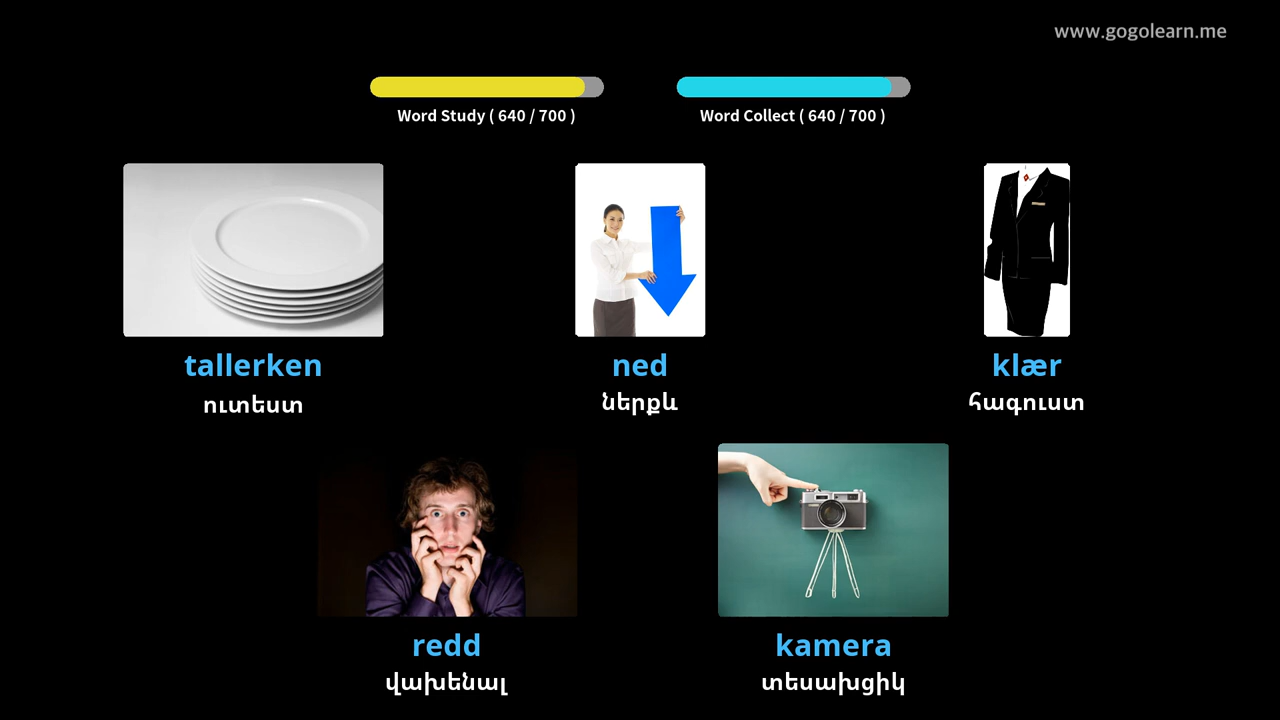 www.gogolearn.me
Word Study ( 640 / 700 )
Word Collect ( 640 / 700 )
tallerken
ուտեստ
ned
ներքև
klær
հագուստ
redd
վախենալ
kamera
տեսախցիկ